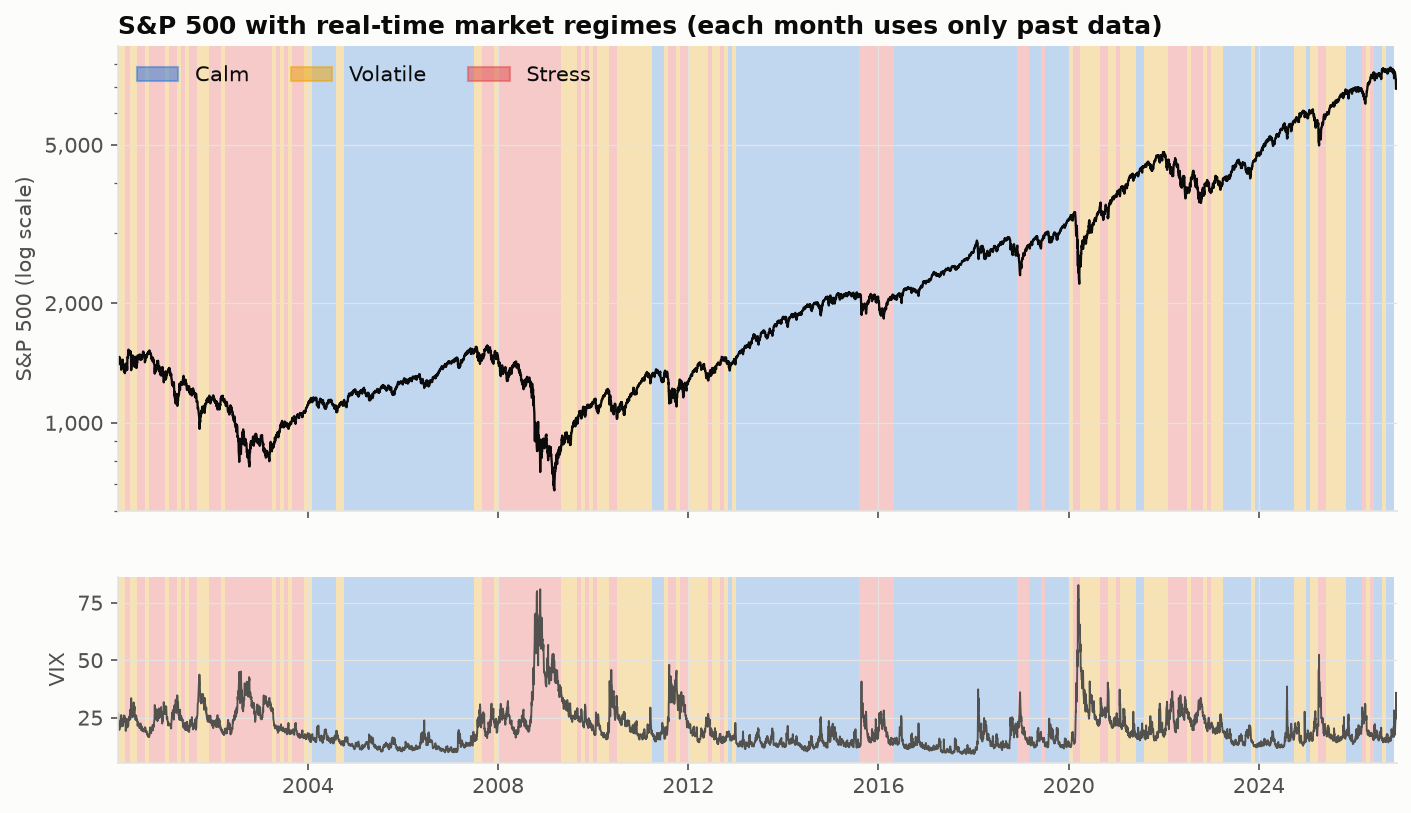 S&P 500 with real-time market regimes (each month uses only past data)
Calm Volatile Stress
S&P 500 (log scale)
5,000
2,000
1,000
VIX
75
50
25
2004 2008 2012 2016 2020 2024